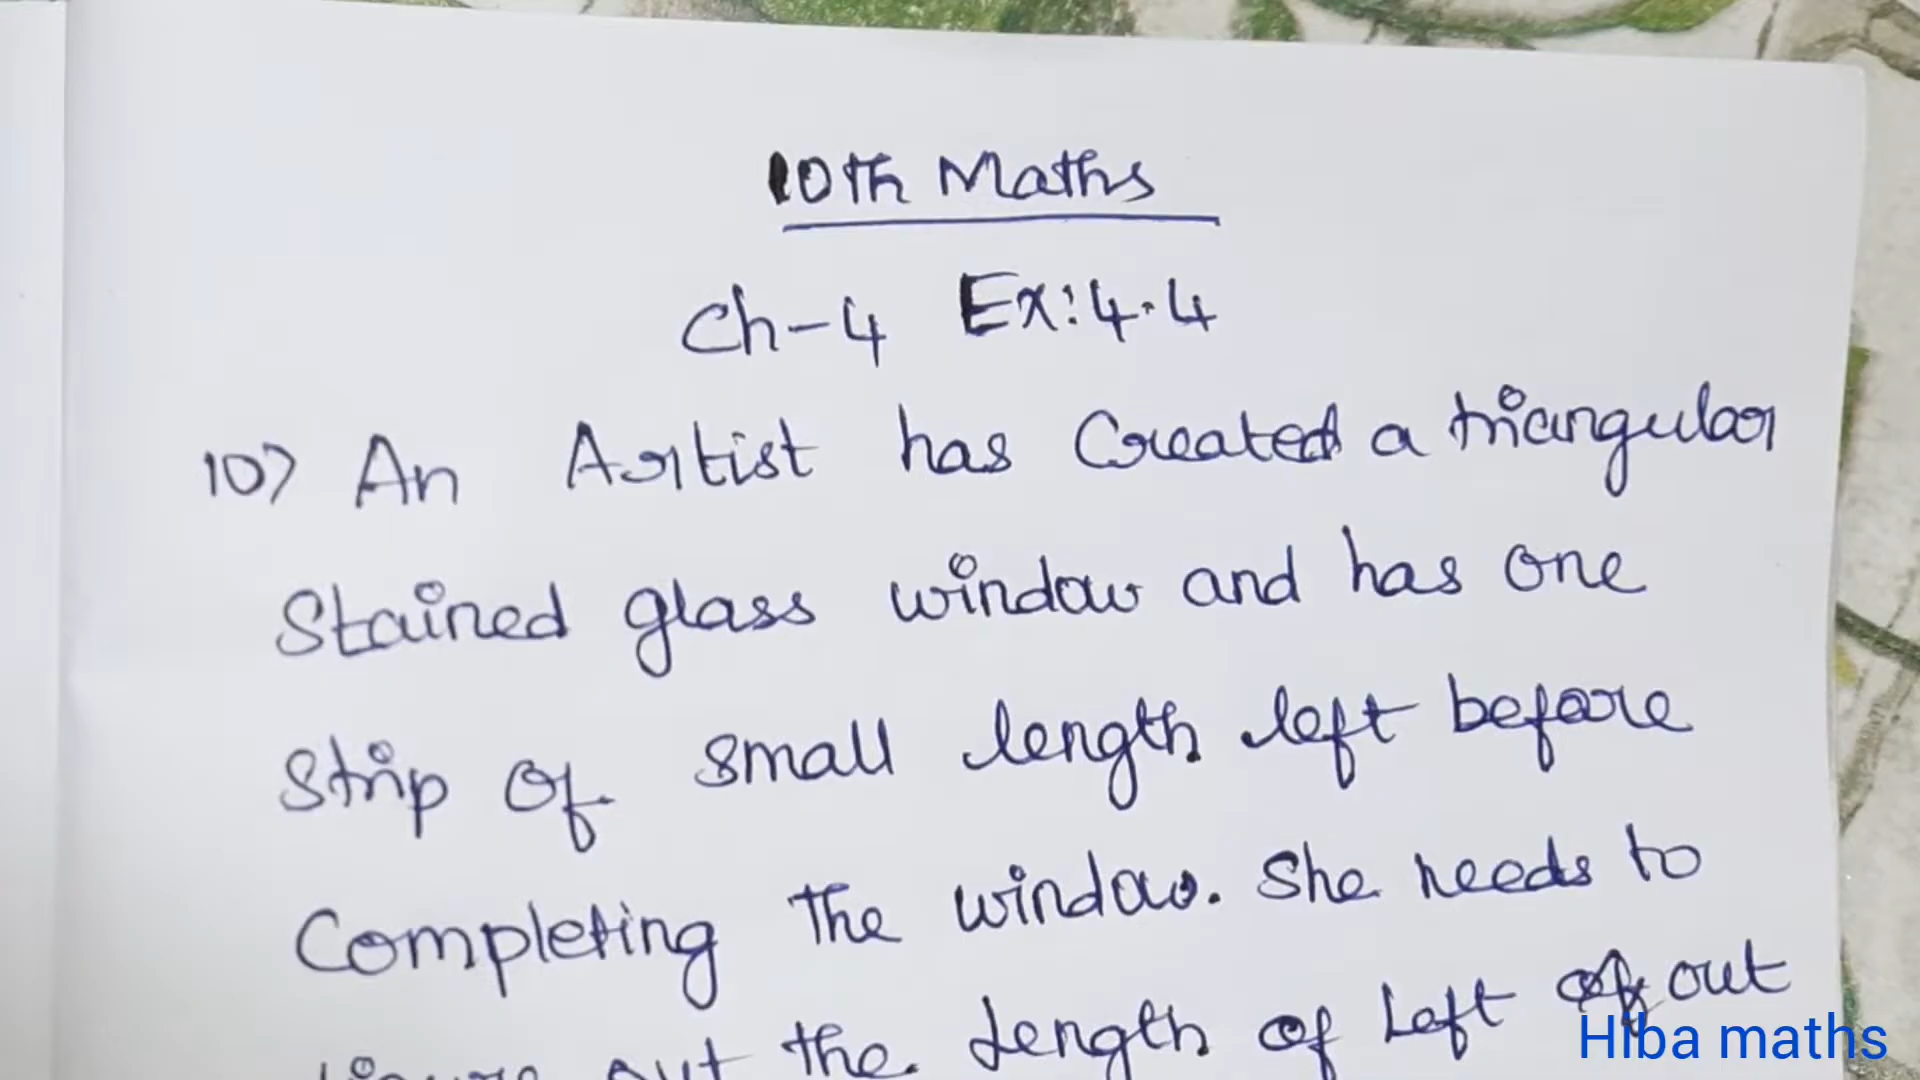 10th Maths
Ch-4 Ex:4.4
10) An Artist has Created a triangular
Stained glass window and has one
Strip of small length left before
Completing the window. She needs to
figure out the length of Left out
Hiba maths